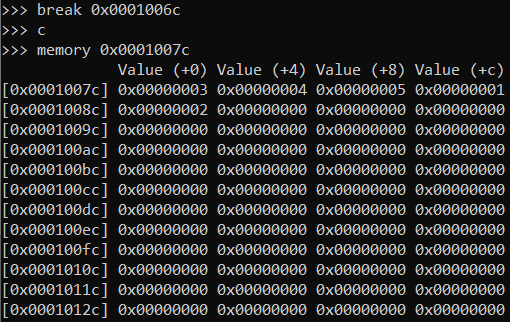 >>> break 0x0001006c
>>> c
>>> memory 0x0001007c
Value (+0) Value (+4) Value (+8) Value (+c)
[0x0001007c] 0x00000003 0x00000004 0x00000005 0x00000001
[0x0001008c] 0x00000002 0x00000000 0x00000000 0x00000000
[0x0001009c] 0x00000000 0x00000000 0x00000000 0x00000000
[0x000100ac] 0x00000000 0x00000000 0x00000000 0x00000000
[0x000100bc] 0x00000000 0x00000000 0x00000000 0x00000000
[0x000100cc] 0x00000000 0x00000000 0x00000000 0x00000000
[0x000100dc] 0x00000000 0x00000000 0x00000000 0x00000000
[0x000100ec] 0x00000000 0x00000000 0x00000000 0x00000000
[0x000100fc] 0x00000000 0x00000000 0x00000000 0x00000000
[0x0001010c] 0x00000000 0x00000000 0x00000000 0x00000000
[0x0001011c] 0x00000000 0x00000000 0x00000000 0x00000000
[0x0001012c] 0x00000000 0x00000000 0x00000000 0x00000000